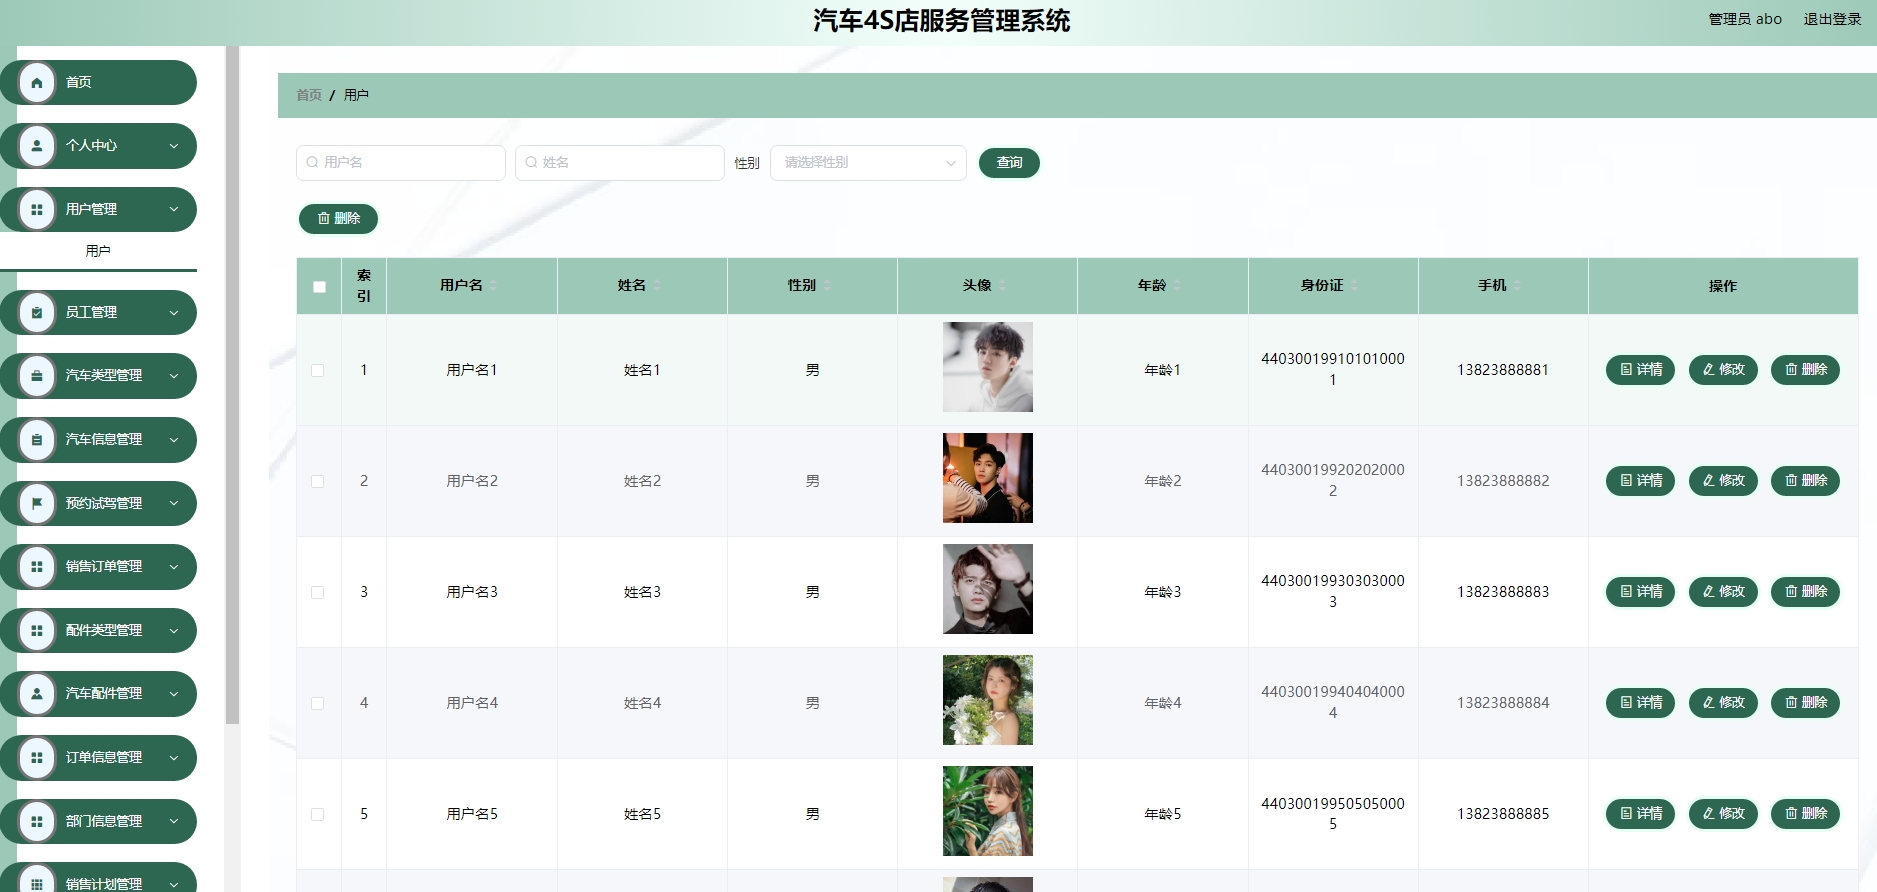 汽车4S店服务管理系统
管理员 abo 退出登录
首页
个人中心
用户管理
用户
员工管理
汽车类型管理
汽车信息管理
预约试驾管理
销售订单管理
配件类型管理
汽车配件管理
订单信息管理
部门信息管理
销售计划管理
首页 / 用户
用户名 姓名 性别 请选择性别 查询
删除
索引 用户名 姓名 性别 头像 年龄 身份证 手机 操作
1 用户名1 姓名1 男 年龄1 440300199101010001 13823888881 详情 修改 删除
2 用户名2 姓名2 男 年龄2 440300199202020002 13823888882 详情 修改 删除
3 用户名3 姓名3 男 年龄3 440300199303030003 13823888883 详情 修改 删除
4 用户名4 姓名4 男 年龄4 440300199404040004 13823888884 详情 修改 删除
5 用户名5 姓名5 男 年龄5 440300199505050005 13823888885 详情 修改 删除